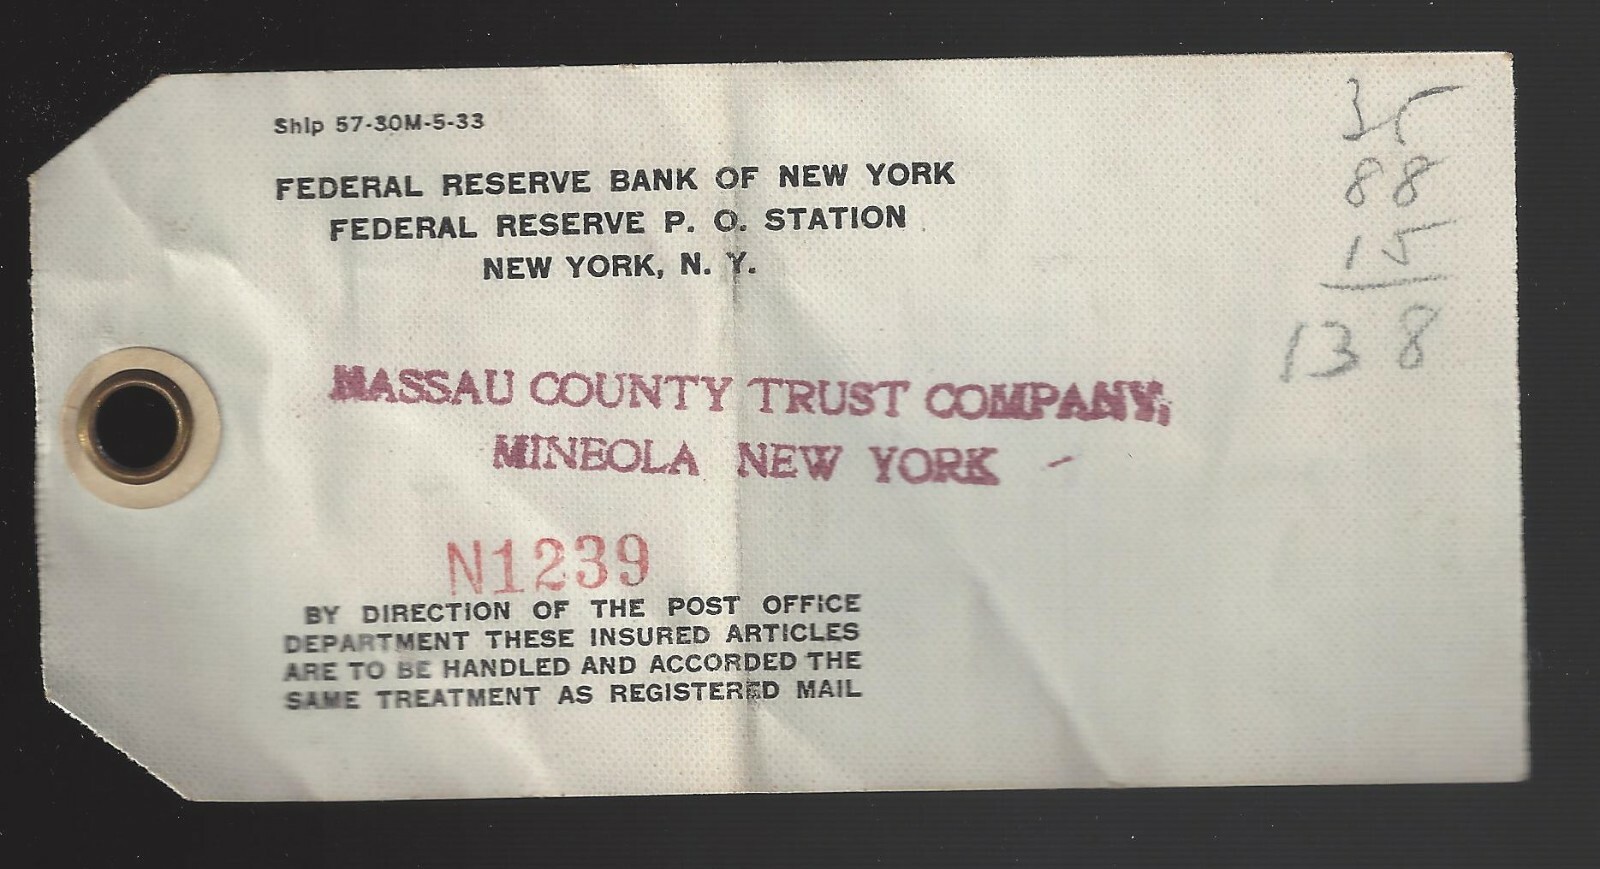 Ship 57-30M-5-33
FEDERAL RESERVE BANK OF NEW YORK
FEDERAL RESERVE P. O. STATION
NEW YORK, N. Y.
NASSAU COUNTY TRUST COMPANY,
MINEOLA NEW YORK -
N1239
BY DIRECTION OF THE POST OFFICE
DEPARTMENT THESE INSURED ARTICLES
ARE TO BE HANDLED AND ACCORDED THE
SAME TREATMENT AS REGISTERED MAIL
35
88
15
138